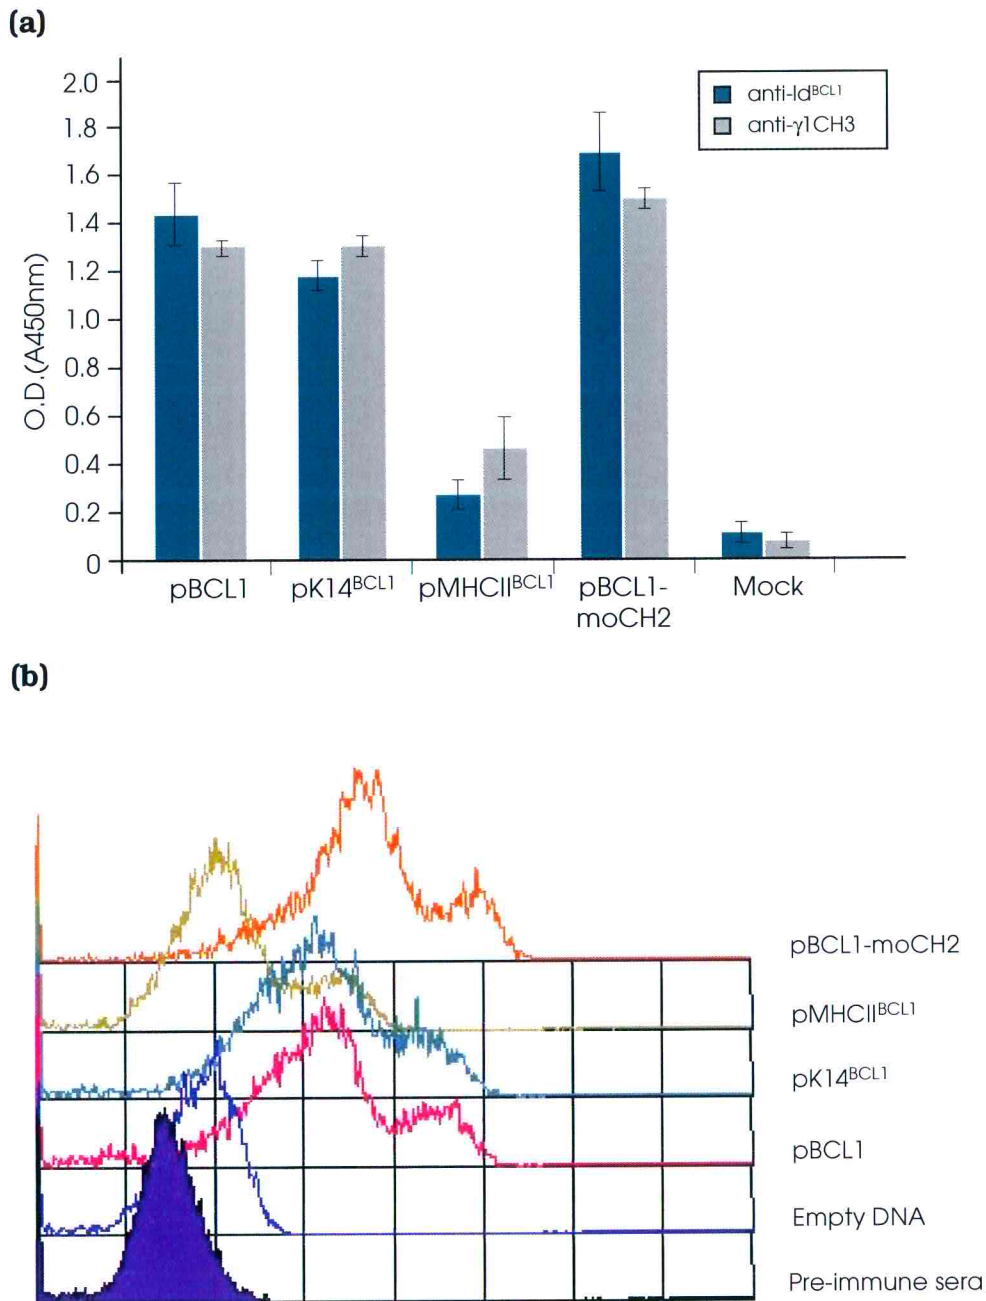 (a)
2.0
1.8
1.6
1.4
1.2
1.0
0.8
0.6
0.4
0.2
0
O.D.(A450nm)
anti-Id^BCL1
anti-γ1CH3
pBCL1
pK14^BCL1
pMHCII^BCL1
pBCL1-
moCH2
Mock
(b)
pBCL1-moCH2
pMHCII^BCL1
pK14^BCL1
pBCL1
Empty DNA
Pre-immune sera